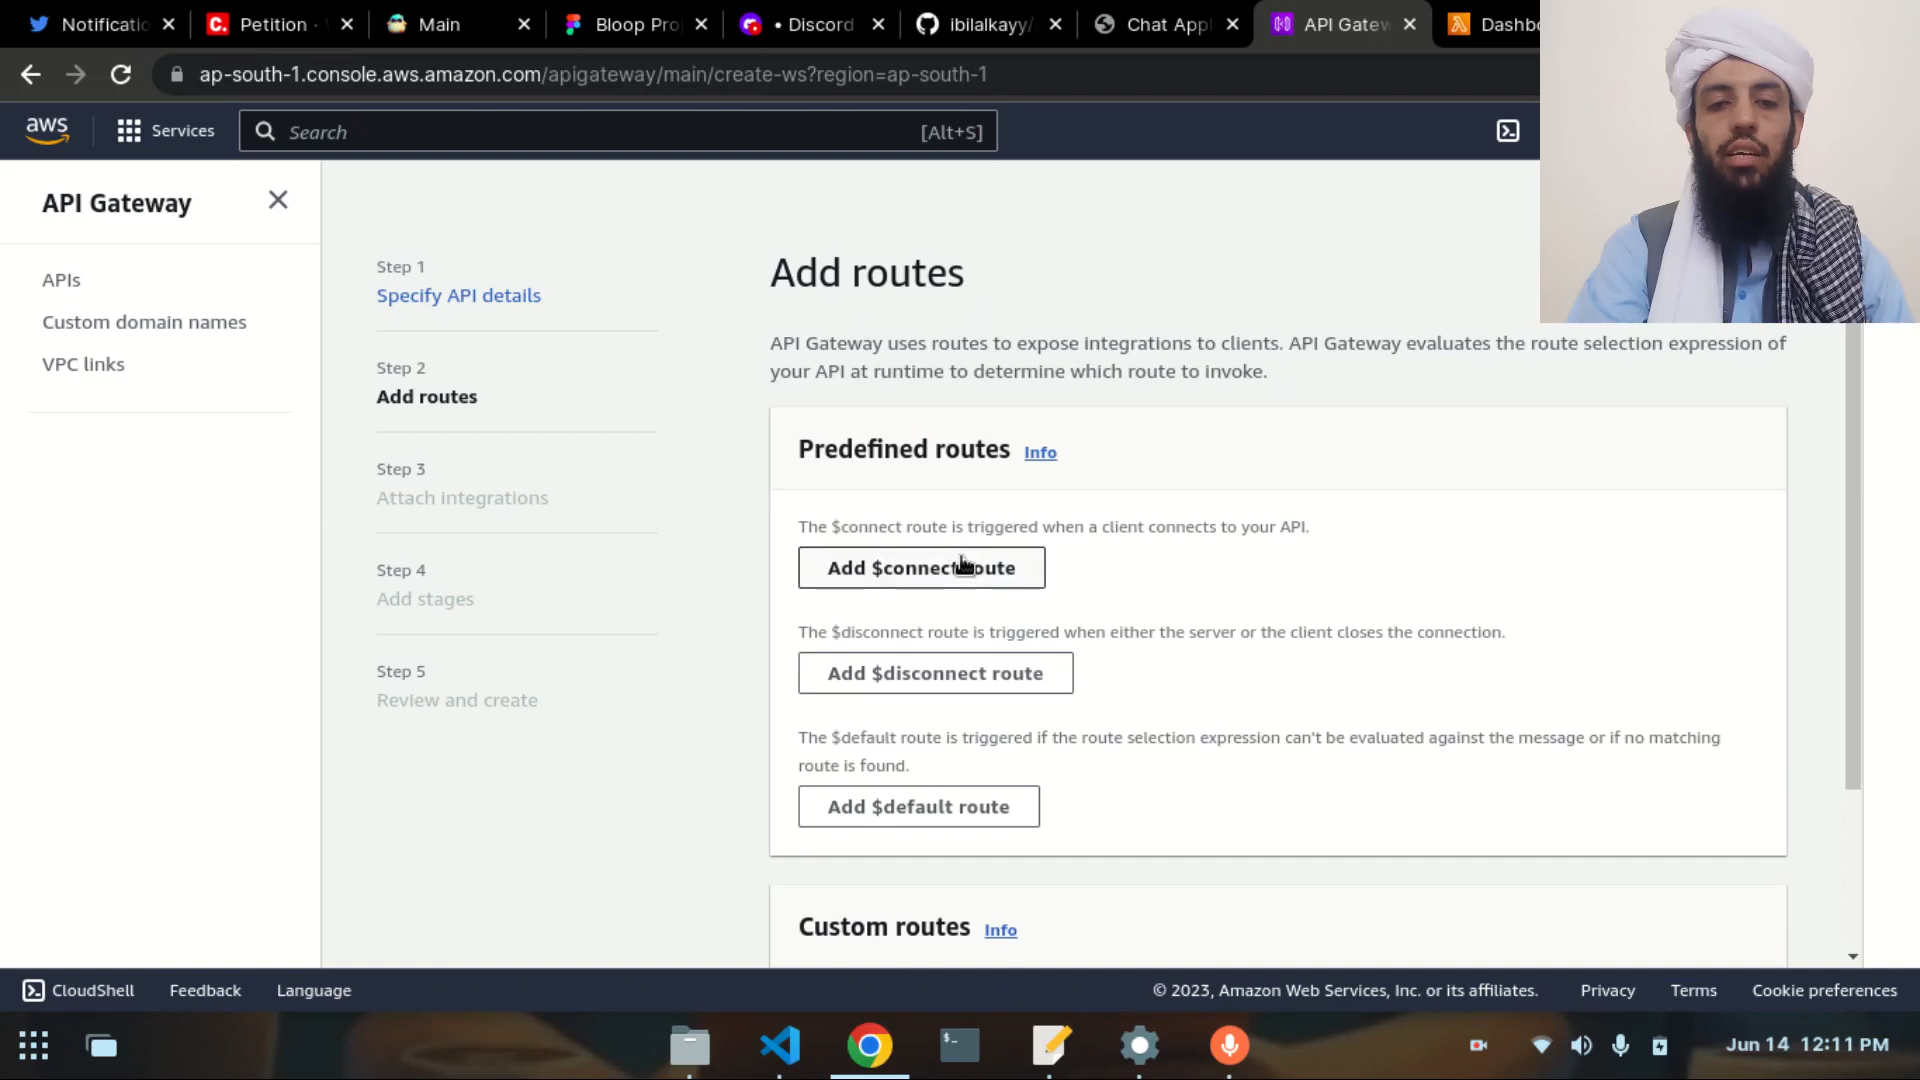 Notificatio
Petition ·
Main
Bloop Pro
• Discord
ibilalkayy/
Chat Appl
API Gatew
Dashbo
ap-south-1.console.aws.amazon.com/apigateway/main/create-ws?region=ap-south-1
aws
Services
Search
[Alt+S]
API Gateway
APIs
Custom domain names
VPC links
Step 1
Specify API details
Step 2
Add routes
Step 3
Attach integrations
Step 4
Add stages
Step 5
Review and create
Add routes
API Gateway uses routes to expose integrations to clients. API Gateway evaluates the route selection expression of
your API at runtime to determine which route to invoke.
Predefined routes Info
The $connect route is triggered when a client connects to your API.
Add $connect route
The $disconnect route is triggered when either the server or the client closes the connection.
Add $disconnect route
The $default route is triggered if the route selection expression can't be evaluated against the message or if no matching
route is found.
Add $default route
Custom routes Info
CloudShell
Feedback
Language
© 2023, Amazon Web Services, Inc. or its affiliates.
Privacy
Terms
Cookie preferences
Jun 14 12:11 PM